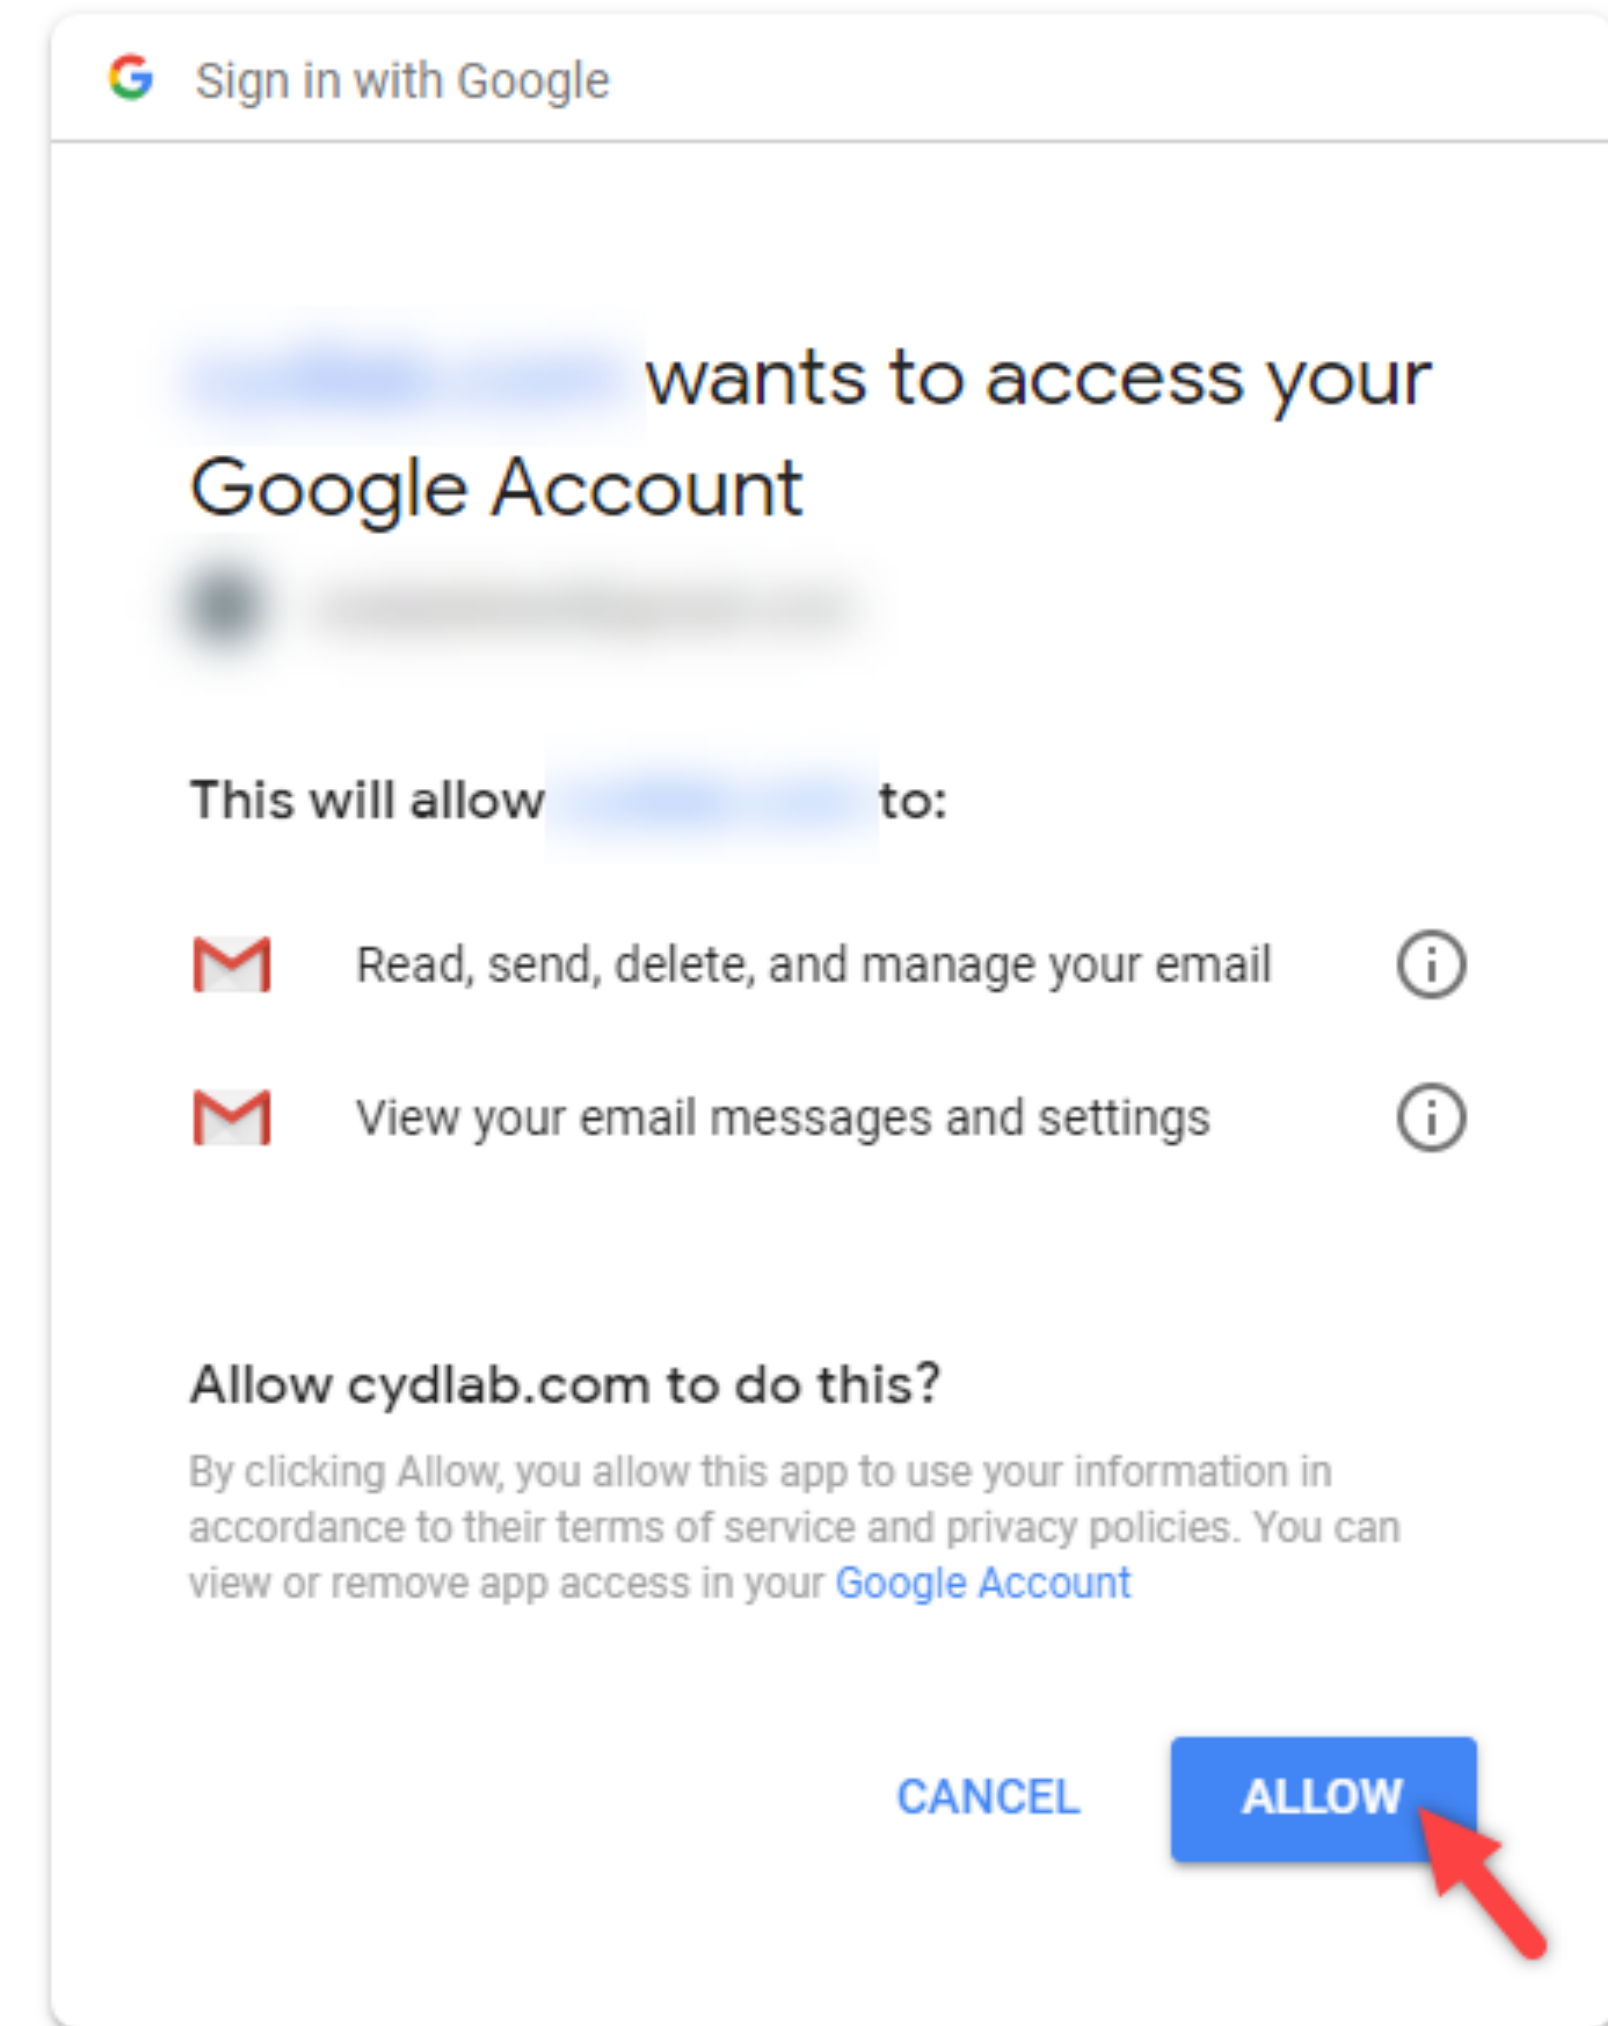 Sign in with Google
wants to access your
Google Account
This will allow to:
Read, send, delete, and manage your email
View your email messages and settings
Allow cydlab.com to do this?
By clicking Allow, you allow this app to use your information in
accordance to their terms of service and privacy policies. You can
view or remove app access in your Google Account
CANCEL ALLOW